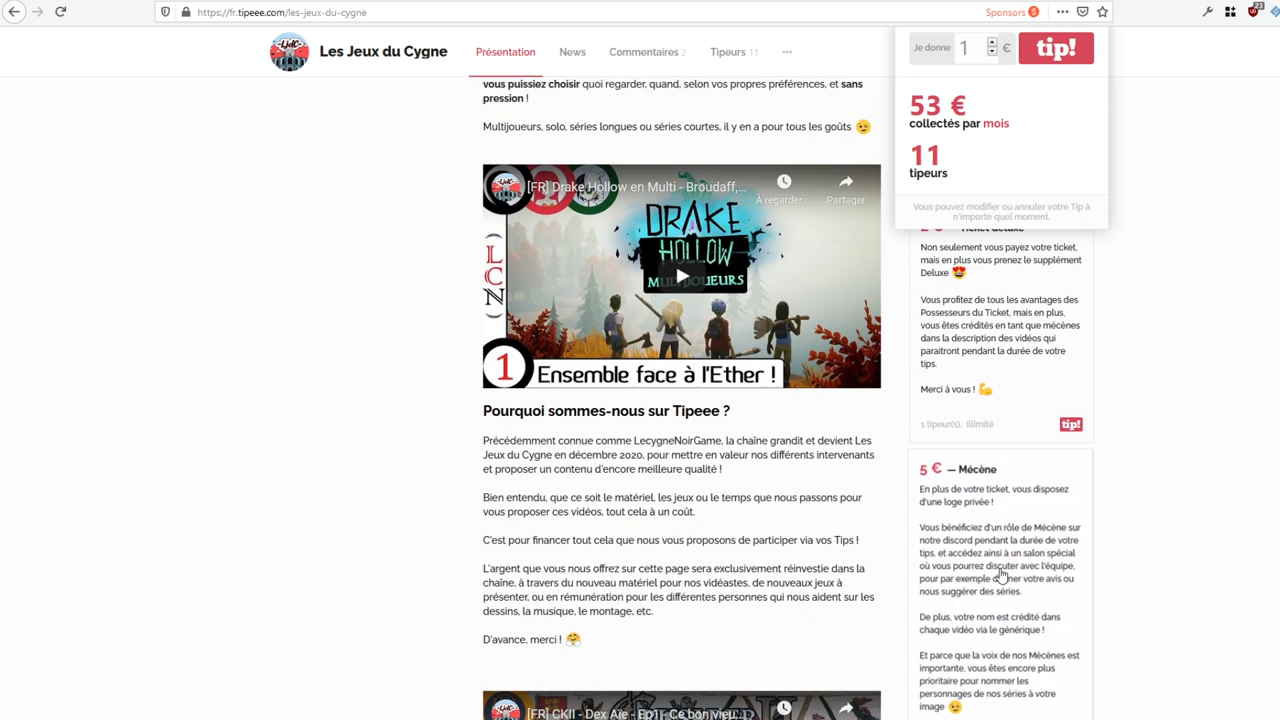 https://fr.tipeee.com/les-jeux-du-cygne
Sponsors
23
Les Jeux du Cygne
Présentation
News
Commentaires 2
Tipeurs 11
Je donne
1
€
tip!
53 €
collectés par mois
11
tipeurs
Vous pouvez modifier ou annuler votre Tip à
n'importe quel moment.
vous puissiez choisir quoi regarder, quand, selon vos propres préférences, et sans
pression !
Multijoueurs, solo, séries longues ou séries courtes, il y en a pour tous les goûts
LJdC
[FR] Drake Hollow en Multi - Broudaff,...
À regarder
Partager
DRAKE
HOLLOW
MULTIJOUEURS
LCN
1
Ensemble face à l'Ether !
Pourquoi sommes-nous sur Tipeee ?
Précédemment connue comme LecygneNoirGame, la chaîne grandit et devient Les
Jeux du Cygne en décembre 2020, pour mettre en valeur nos différents intervenants
et proposer un contenu d'encore meilleure qualité !
Bien entendu, que ce soit le matériel, les jeux ou le temps que nous passons pour
vous proposer ces vidéos, tout cela à un coût.
C'est pour financer tout cela que nous vous proposons de participer via vos Tips !
L'argent que vous nous offrez sur cette page sera exclusivement réinvestie dans la
chaîne, à travers du nouveau matériel pour nos vidéastes, de nouveaux jeux à
présenter, ou en rémunération pour les différentes personnes qui nous aident sur les
dessins, la musique, le montage, etc.
D'avance, merci !
[FR] CKII - Dex Aïe - Ep1 - Ce bon vieu...
Non seulement vous payez votre ticket,
mais en plus vous prenez le supplément
Deluxe
Vous profitez de tous les avantages des
Possesseurs du Ticket, mais en plus,
vous êtes crédités en tant que mécènes
dans la description des vidéos qui
paraitront pendant la durée de votre
tips.
Merci à vous !
1 tipeur(s), Illimité
tip!
5 € — Mécène
En plus de votre ticket, vous disposez
d'une loge privée !
Vous bénéficiez d'un rôle de Mécène sur
notre discord pendant la durée de votre
tips, et accédez ainsi à un salon spécial
où vous pourrez discuter avec l'équipe,
pour par exemple donner votre avis ou
nous suggérer des séries.
De plus, votre nom est crédité dans
chaque vidéo via le générique !
Et parce que la voix de nos Mécènes est
importante, vous êtes encore plus
prioritaire pour nommer les
personnages de nos séries à votre
image